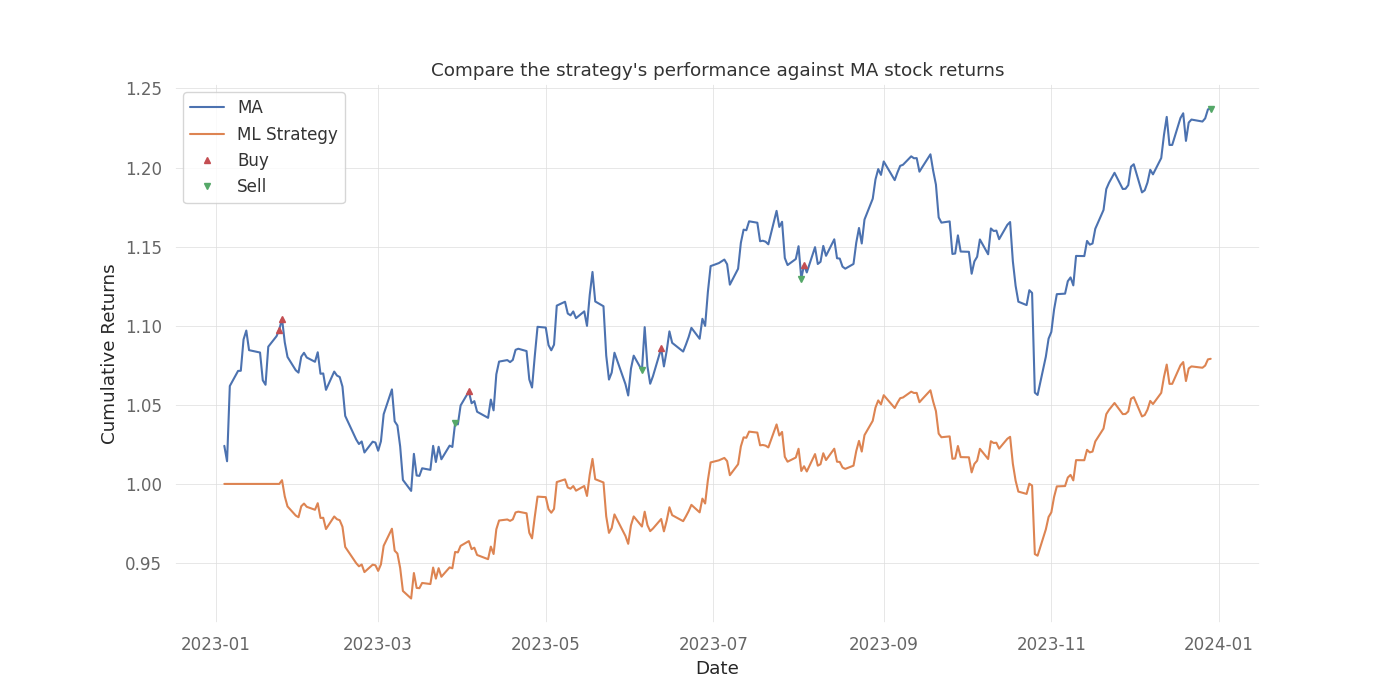 Compare the strategy's performance against MA stock returns
1.25
1.20
1.15
1.10
1.05
1.00
0.95
Cumulative Returns
MA
ML Strategy
Buy
Sell
2023-01
2023-03
2023-05
2023-07
2023-09
2023-11
2024-01
Date